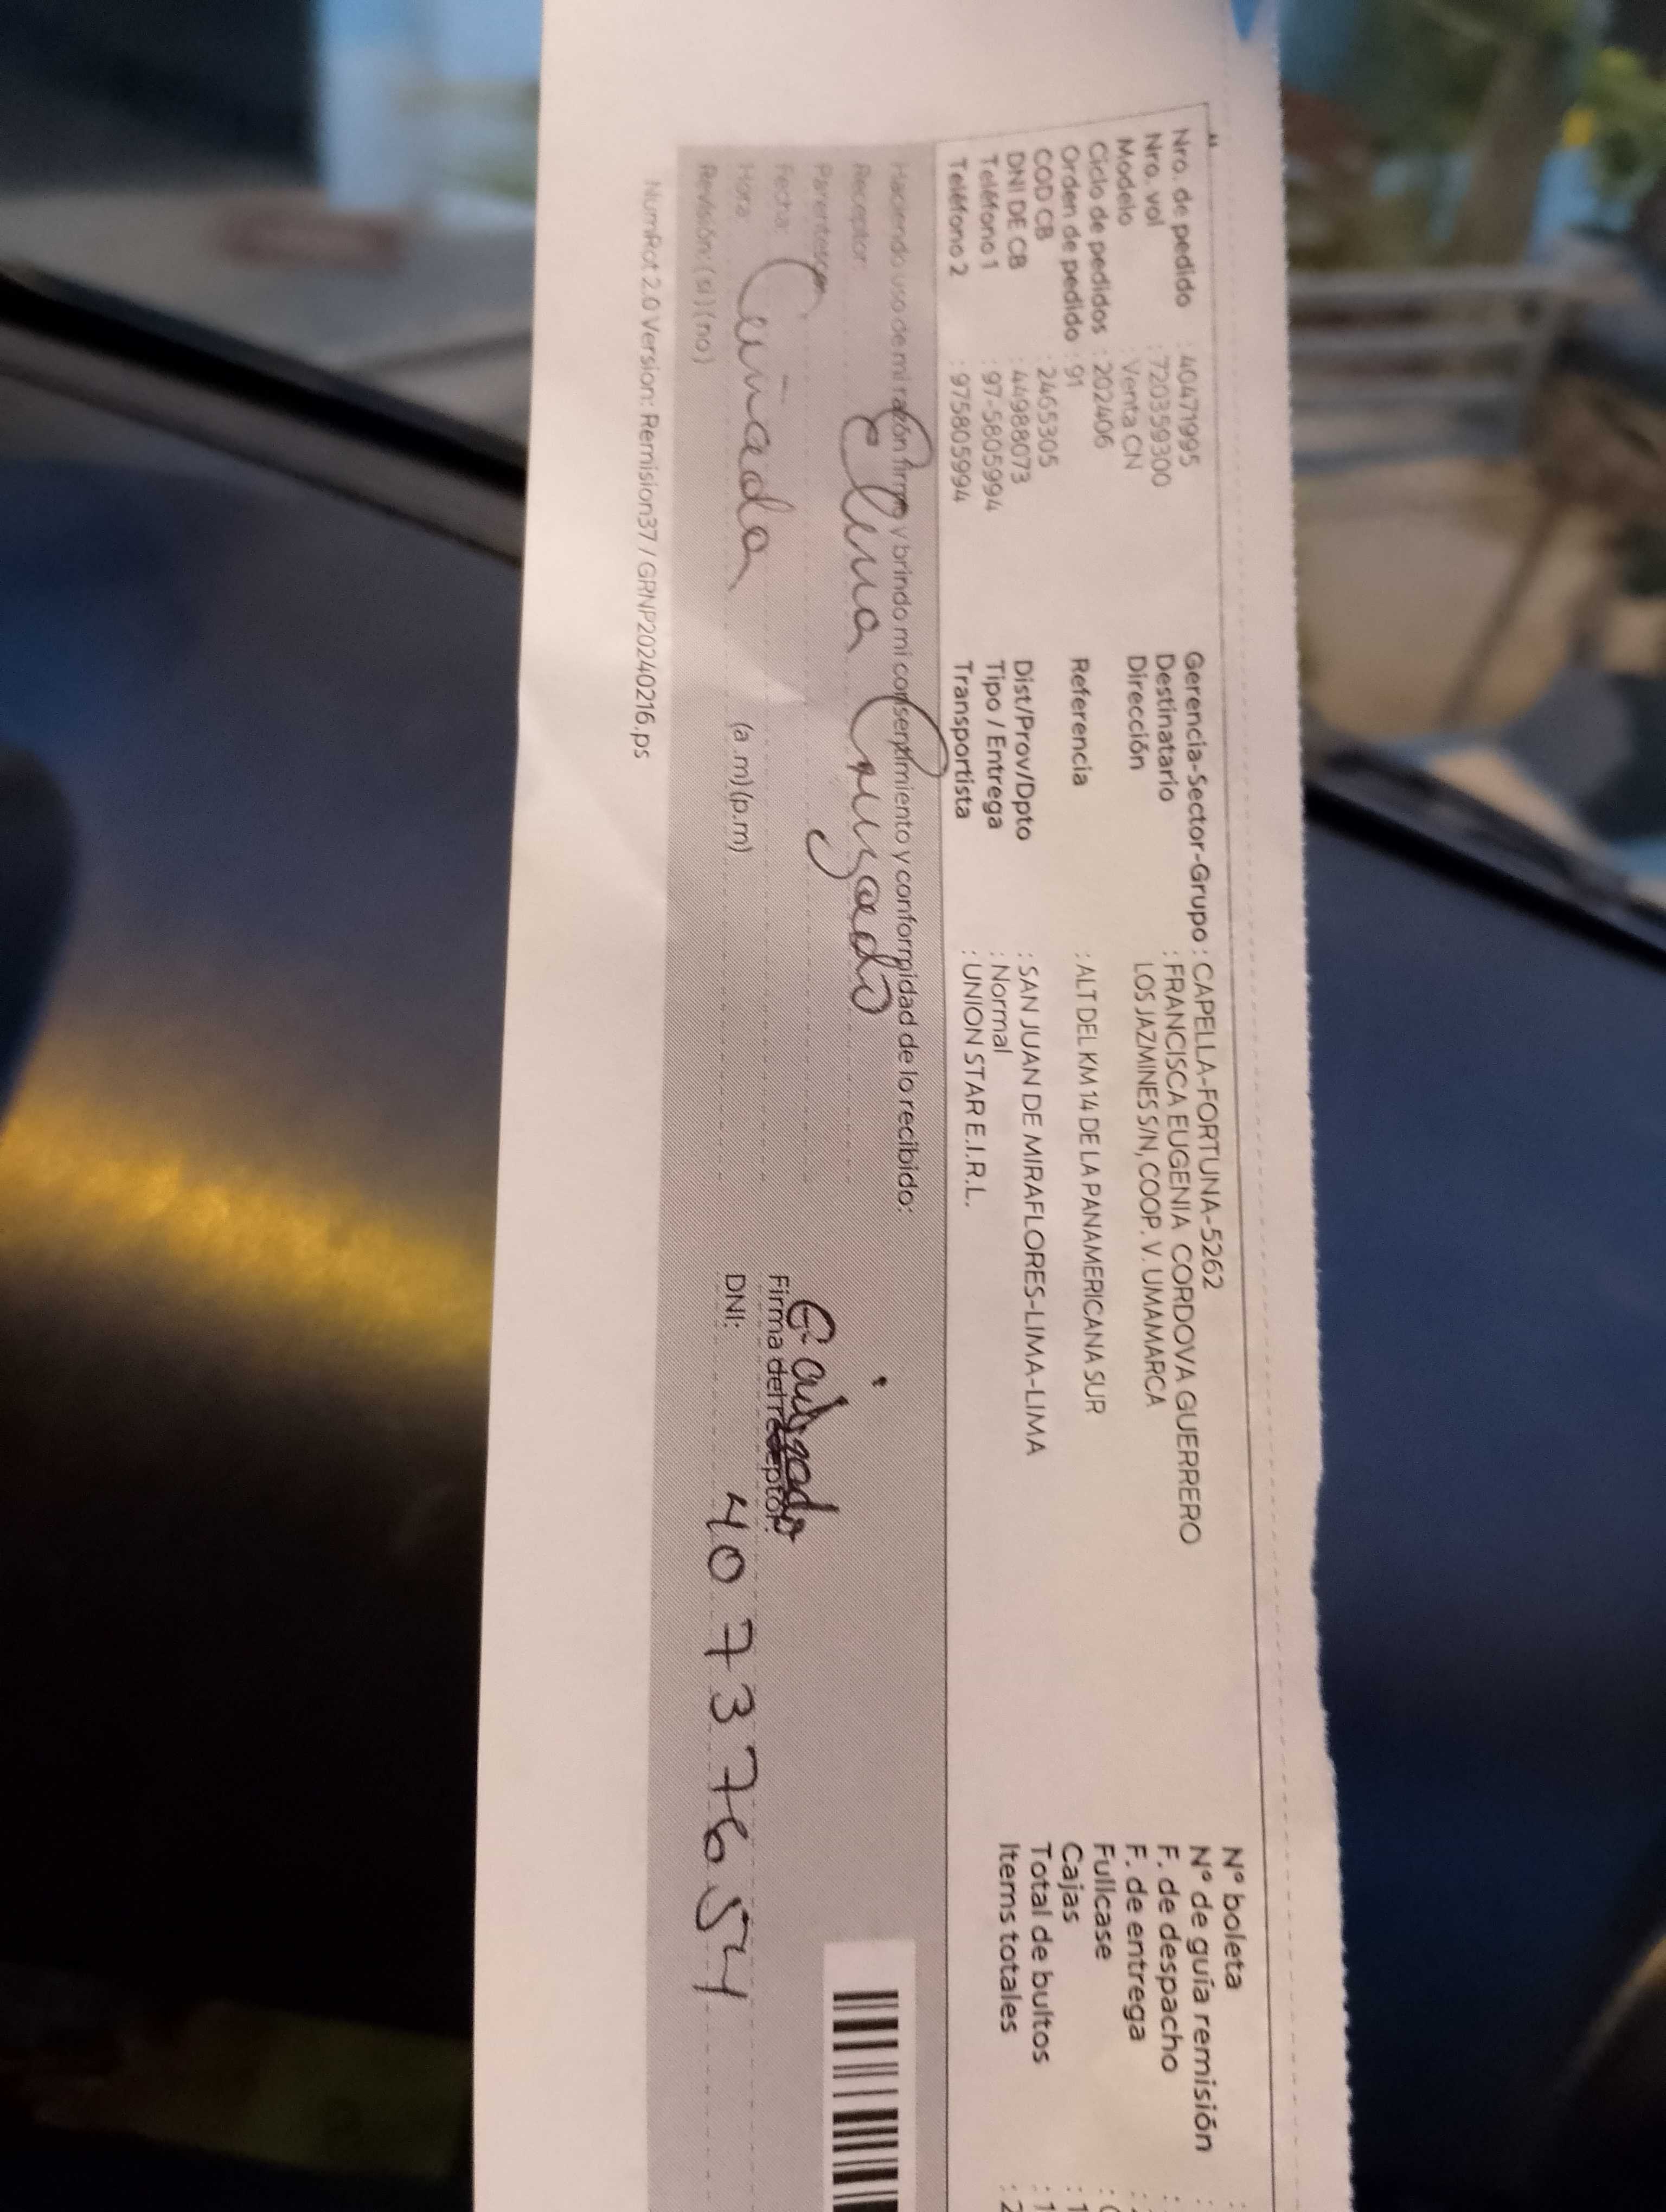 Nro. de pedido : 40471995
Nro. vol : 720359300
Modelo : Venta CN
Ciclo de pedidos : 202406
Orden de pedido : 91
COD CB : 2465305
DNI DE CB : 449888073
Teléfono 1 : 97-5805994
Teléfono 2 : 975805994
Gerencia-Sector-Grupo : CAPELLA-FORTUNA-5262
Destinatario : FRANCISCA EUGENIA CORDOVA GUERRERO
Dirección LOS JAZMINES S/N, COOP. V. UMAMARCA
Referencia : ALT DEL KM 14 DE LA PANAMERICANA SUR
Dist/Prov/Dpto : SAN JUAN DE MIRAFLORES-LIMA-LIMA
Tipo / Entrega : Normal
Transportista : UNION STAR E.I.R.L.
N° boleta :
N° de guía remisión :
F. de despacho :
F. de entrega :
Fullcase :
Cajas : 1
Total de bultos : 1
Items totales : 2
Haciendo uso de mi razón firmo y brindo mi consentimiento y conformidad de lo recibido:
Receptor: Elena
Parentesco:
Fecha: Cuñada
Hora: (a.m)(p.m)
Revisión: (si) (no)
Firma del receptor:
DNI: 40737654
NumRot 2.0 Version: Remision37 / GRNP20240216.ps